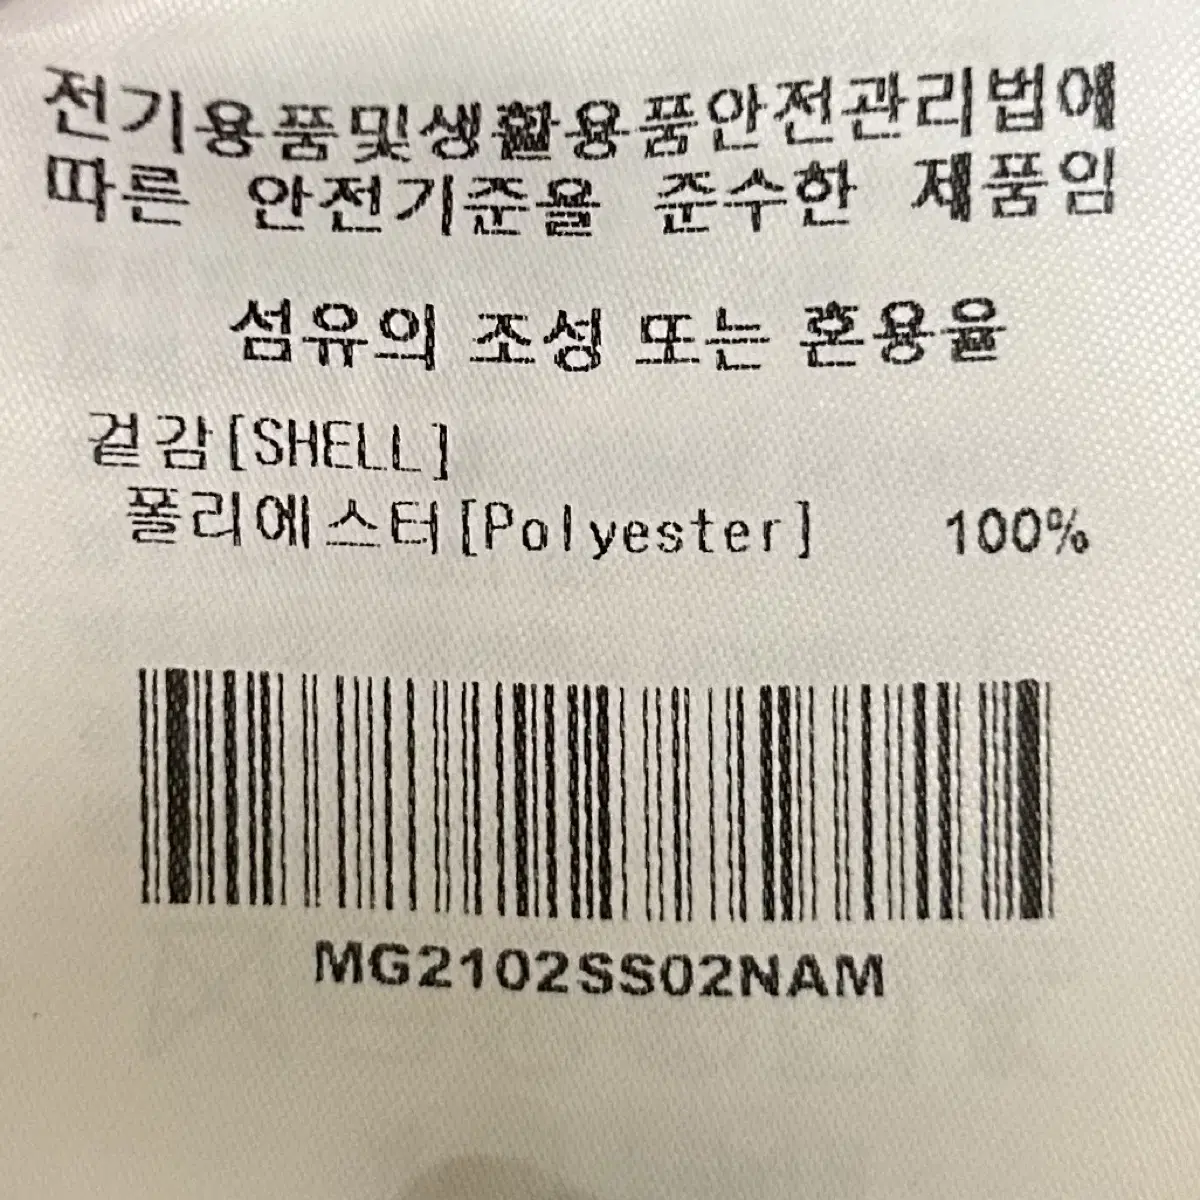 전기용품및생활용품안전관리법에
따른 안전기준을 준수한 제품임
섬유의 조성 또는 혼용율
겉감[SHELL]
폴리에스터[Polyester] 100%
MG2102SS02NAM